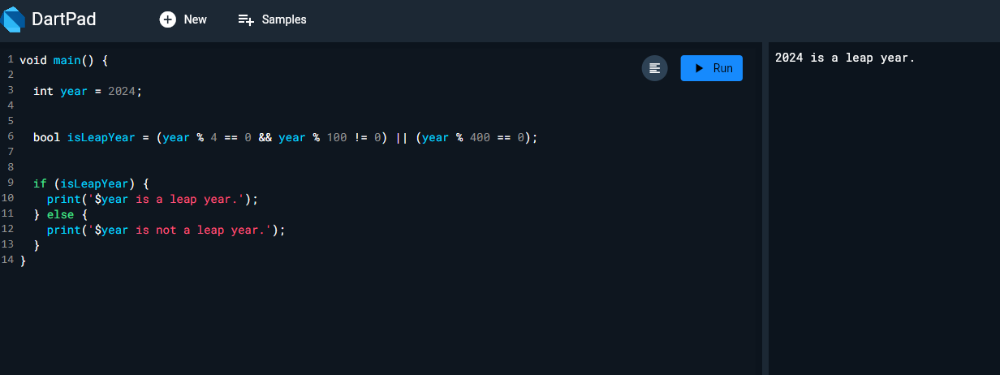 DartPad New Samples
1 void main() {
Run
2024 is a leap year.
2
3 int year = 2024;
4
5
6 bool isLeapYear = (year % 4 == 0 && year % 100 != 0) || (year % 400 == 0);
7
8
9 if (isLeapYear) {
10 print('$year is a leap year.');
11 } else {
12 print('$year is not a leap year.');
13 }
14 }